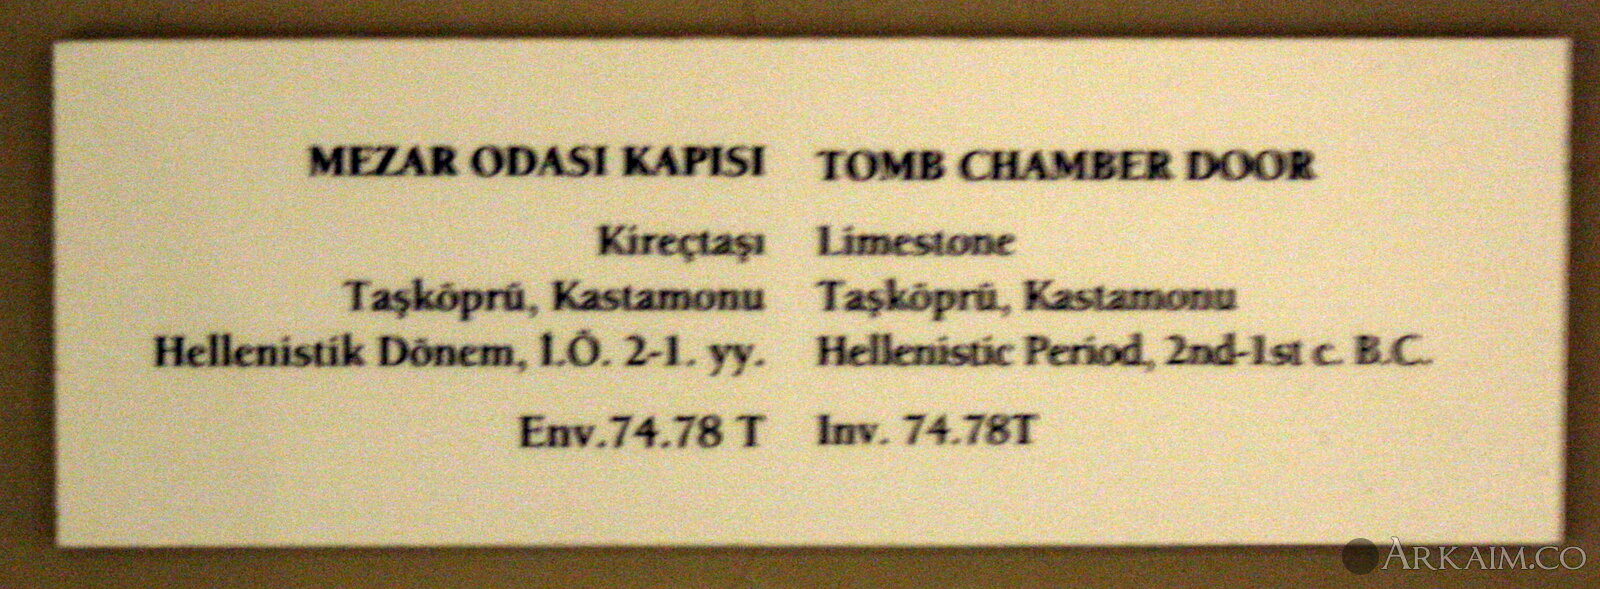 MEZAR ODASI KAPISI
Kireçtaşı
Taşköprü, Kastamonu
Hellenistik Dönem, İ.Ö. 2-1. yy.
Env.74.78 T
TOMB CHAMBER DOOR
Limestone
Taşköprü, Kastamonu
Hellenistic Period, 2nd-1st c. B.C.
Inv. 74.78T
ARKAIM.CO